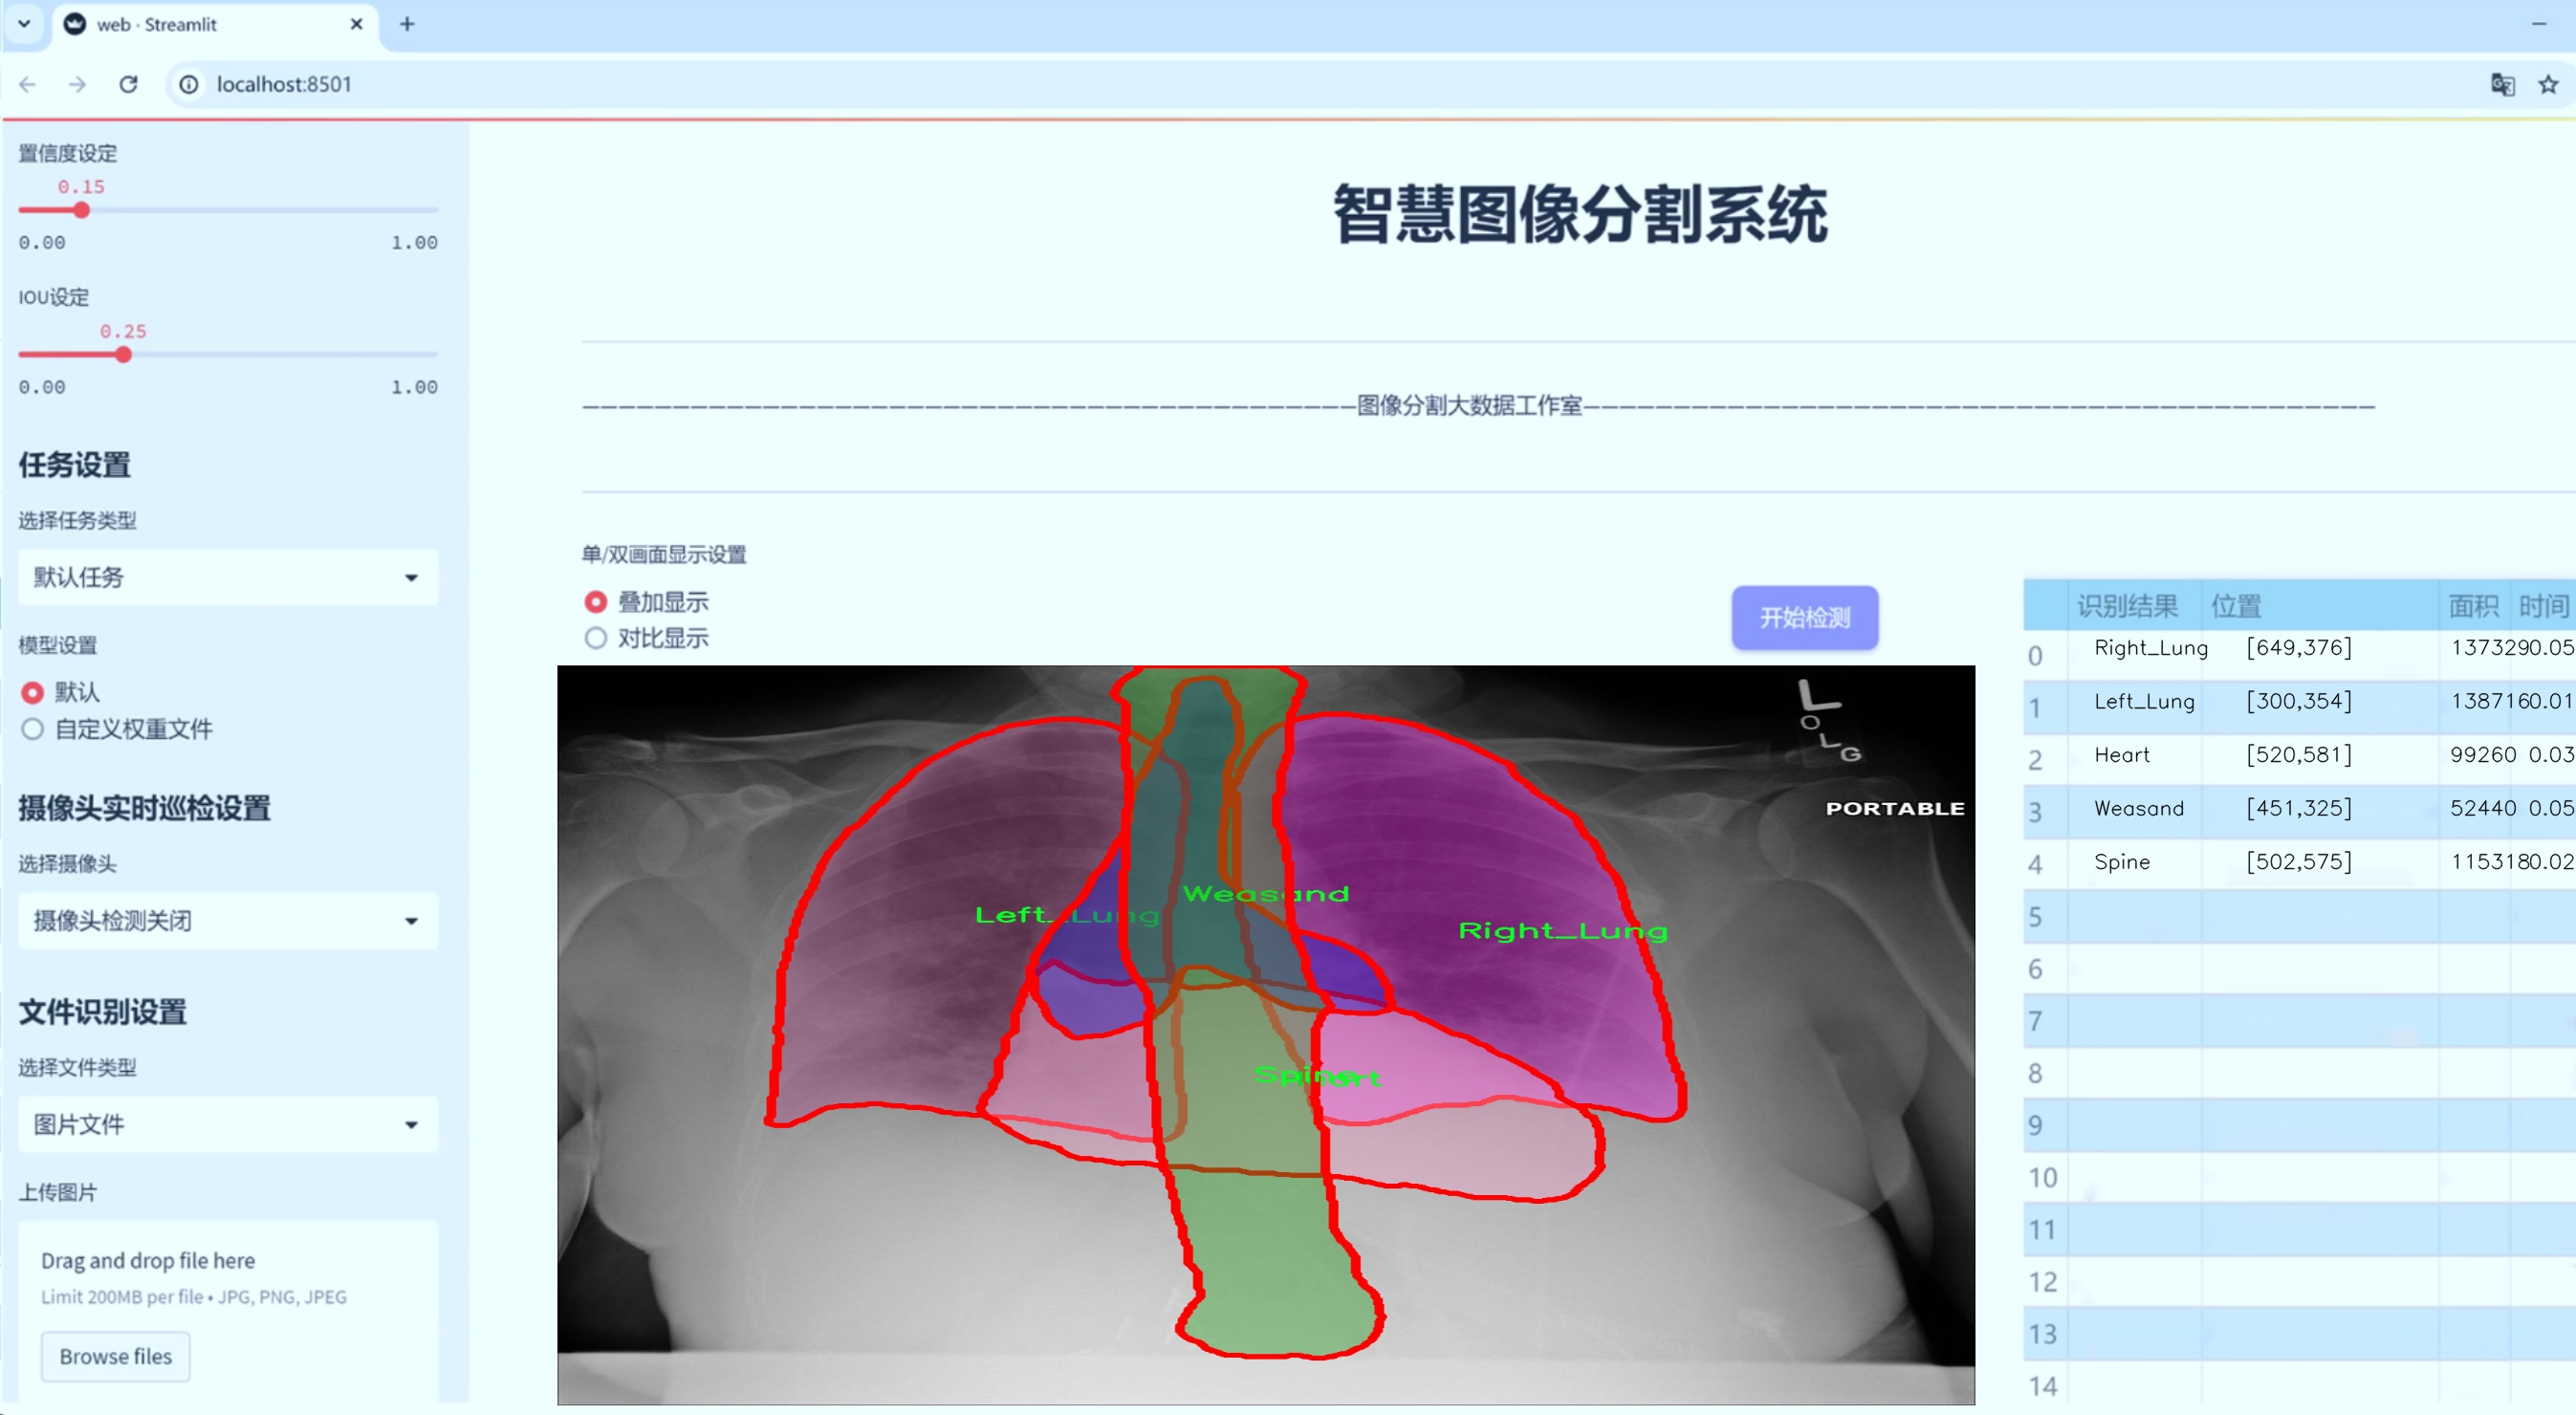 web · Streamlit
localhost:8501
置信度设定
0.15
0.00 1.00
IOU设定
0.25
0.00 1.00
任务设置
选择任务类型
默认任务
模型设置
默认
自定义权重文件
摄像头实时巡检设置
选择摄像头
摄像头检测关闭
文件识别设置
选择文件类型
图片文件
上传图片
Drag and drop file here
Limit 200MB per file • JPG, PNG, JPEG
Browse files
智慧图像分割系统
图像分割大数据工作室
单/双画面显示设置
叠加显示
对比显示
开始检测
L
O
L
G
PORTABLE
Weasand
Left_Lung
Right_Lung
Spine
识别结果 位置 面积 时间
0 Right_Lung [649,376] 1373290.05
1 Left_Lung [300,354] 1387160.01
2 Heart [520,581] 99260 0.03
3 Weasand [451,325] 52440 0.05
4 Spine [502,575] 1153180.02
5
6
7
8
9
10
11
12
13
14